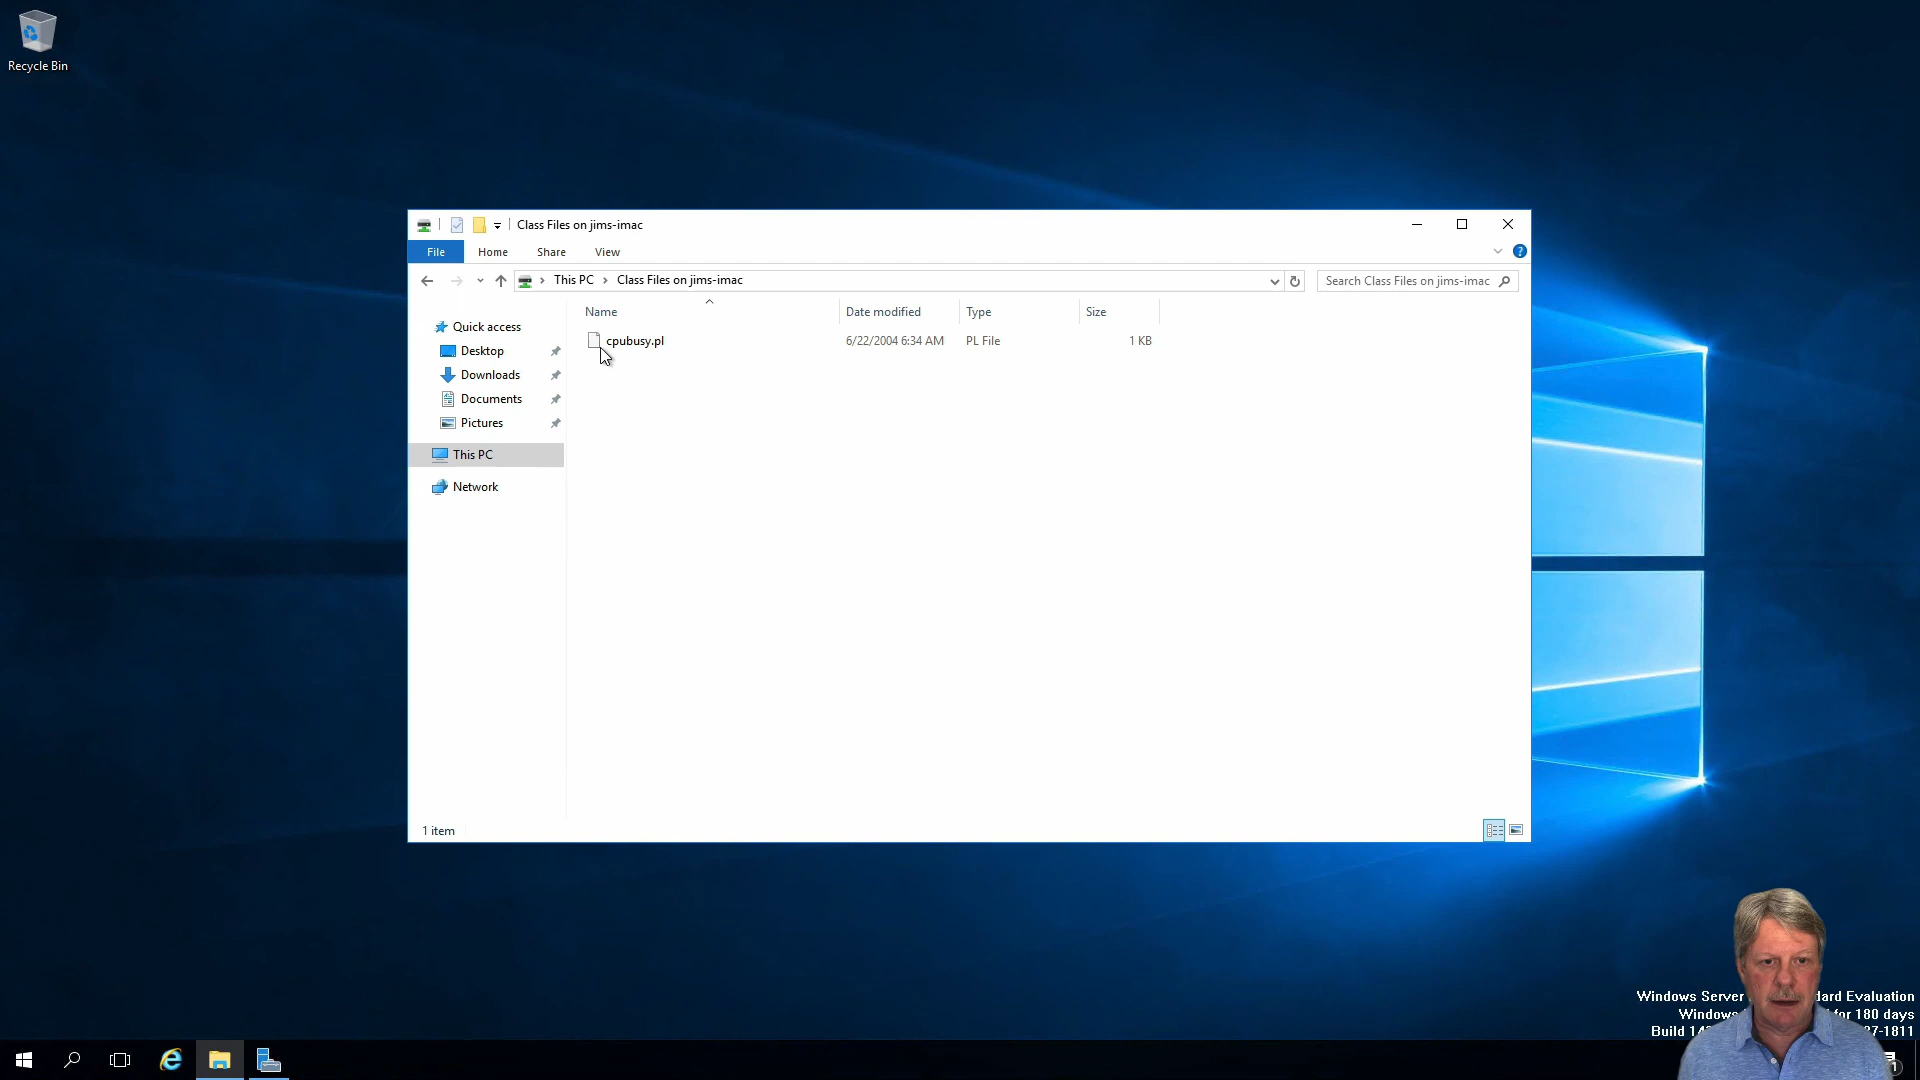 Recycle Bin
Class Files on jims-imac
File Home Share View
This PC Class Files on jims-imac
Search Class Files on jims-imac
Name Date modified Type Size
Quick access
cpubusy.pl 6/22/2004 6:34 AM PL File 1 KB
Desktop
Downloads
Documents
Pictures
This PC
Network
1 item
Windows Server dard Evaluation
Windows for 180 days
Build 14 27-1811
1